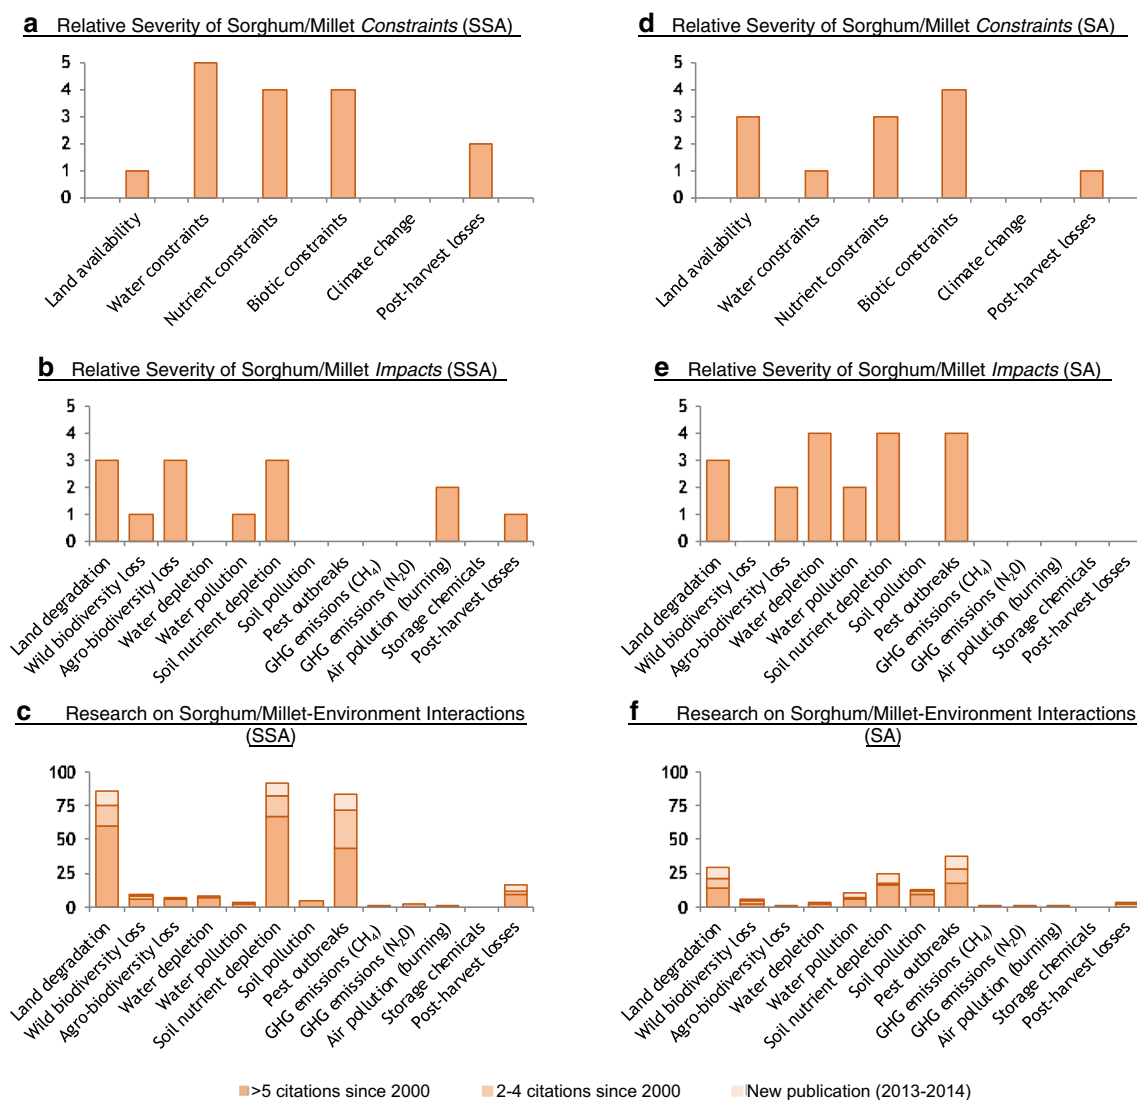 a Relative Severity of Sorghum/Millet Constraints (SSA)
5
4
3
2
1
0
Land availability
Water constraints
Nutrient constraints
Biotic constraints
Climate change
Post-harvest losses
d Relative Severity of Sorghum/Millet Constraints (SA)
5
4
3
2
1
0
Land availability
Water constraints
Nutrient constraints
Biotic constraints
Climate change
Post-harvest losses
b Relative Severity of Sorghum/Millet Impacts (SSA)
5
4
3
2
1
0
Land degradation
Wild biodiversity loss
Agro-biodiversity loss
Water depletion
Water pollution
Soil nutrient depletion
Soil pollution
Pest outbreaks
GHG emissions (CH4)
GHG emissions (N20)
Air pollution (burning)
Storage chemicals
Post-harvest losses
e Relative Severity of Sorghum/Millet Impacts (SA)
5
4
3
2
1
0
Land degradation
Wild biodiversity loss
Agro-biodiversity loss
Water depletion
Water pollution
Soil nutrient depletion
Soil pollution
Pest outbreaks
GHG emissions (CH4)
GHG emissions (N20)
Air pollution (burning)
Storage chemicals
Post-harvest losses
c Research on Sorghum/Millet-Environment Interactions
(SSA)
100
75
50
25
0
Land degradation
Wild biodiversity loss
Agro-biodiversity loss
Water depletion
Water pollution
Soil nutrient depletion
Soil pollution
Pest outbreaks
GHG emissions (CH4)
GHG emissions (N20)
Air pollution (burning)
Storage chemicals
Post-harvest losses
f Research on Sorghum/Millet-Environment Interactions
(SA)
100
75
50
25
0
Land degradation
Wild biodiversity loss
Agro-biodiversity loss
Water depletion
Water pollution
Soil nutrient depletion
Soil pollution
Pest outbreaks
GHG emissions (CH4)
GHG emissions (N20)
Air pollution (burning)
Storage chemicals
Post-harvest losses
>5 citations since 2000
2-4 citations since 2000
New publication (2013-2014)